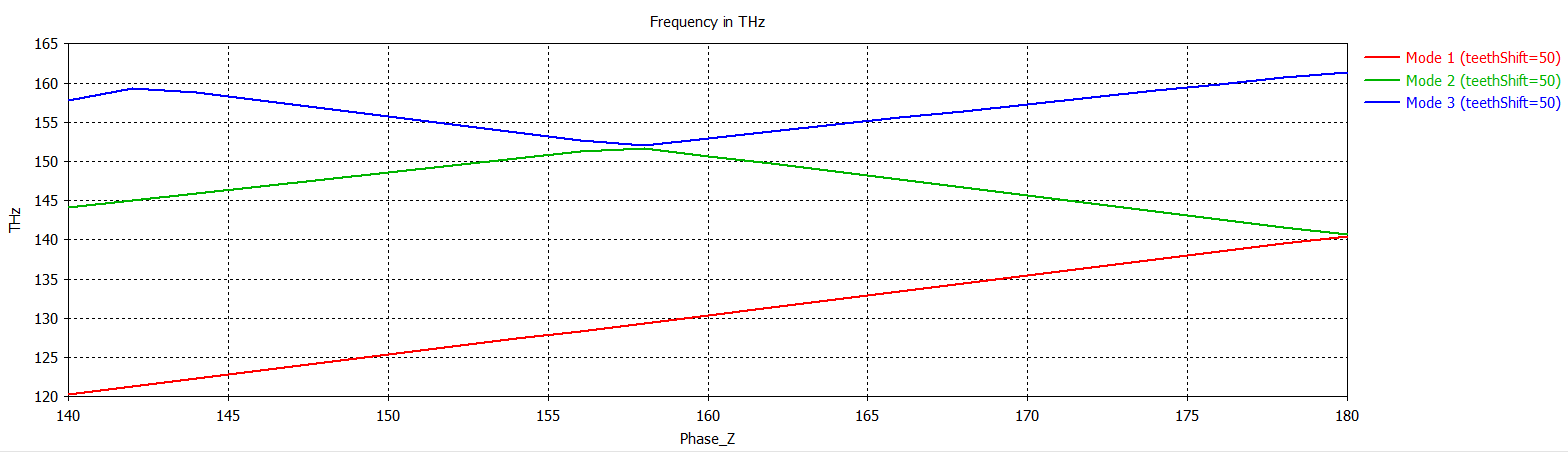 Frequency in THz
165
160
155
150
145
140
135
130
125
120
THz
140 145 150 155 160 165 170 175 180
Phase_Z
Mode 1 (teethShift=50)
Mode 2 (teethShift=50)
Mode 3 (teethShift=50)